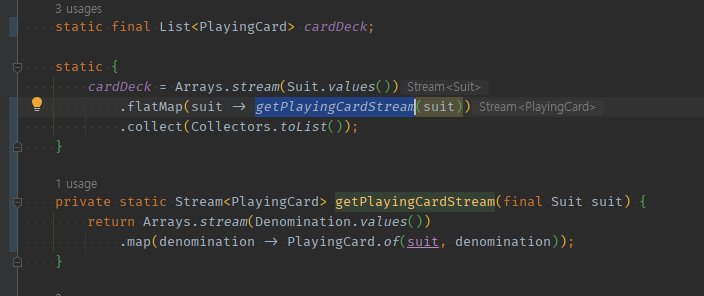 3 usages
static final List<PlayingCard> cardDeck;
static {
cardDeck = Arrays.stream(Suit.values()) Stream<Suit>
.flatMap(suit -> getPlayingCardStream(suit)) Stream<PlayingCard>
.collect(Collectors.toList());
}
1 usage
private static Stream<PlayingCard> getPlayingCardStream(final Suit suit) {
return Arrays.stream(Denomination.values())
.map(denomination -> PlayingCard.of(suit, denomination));
}